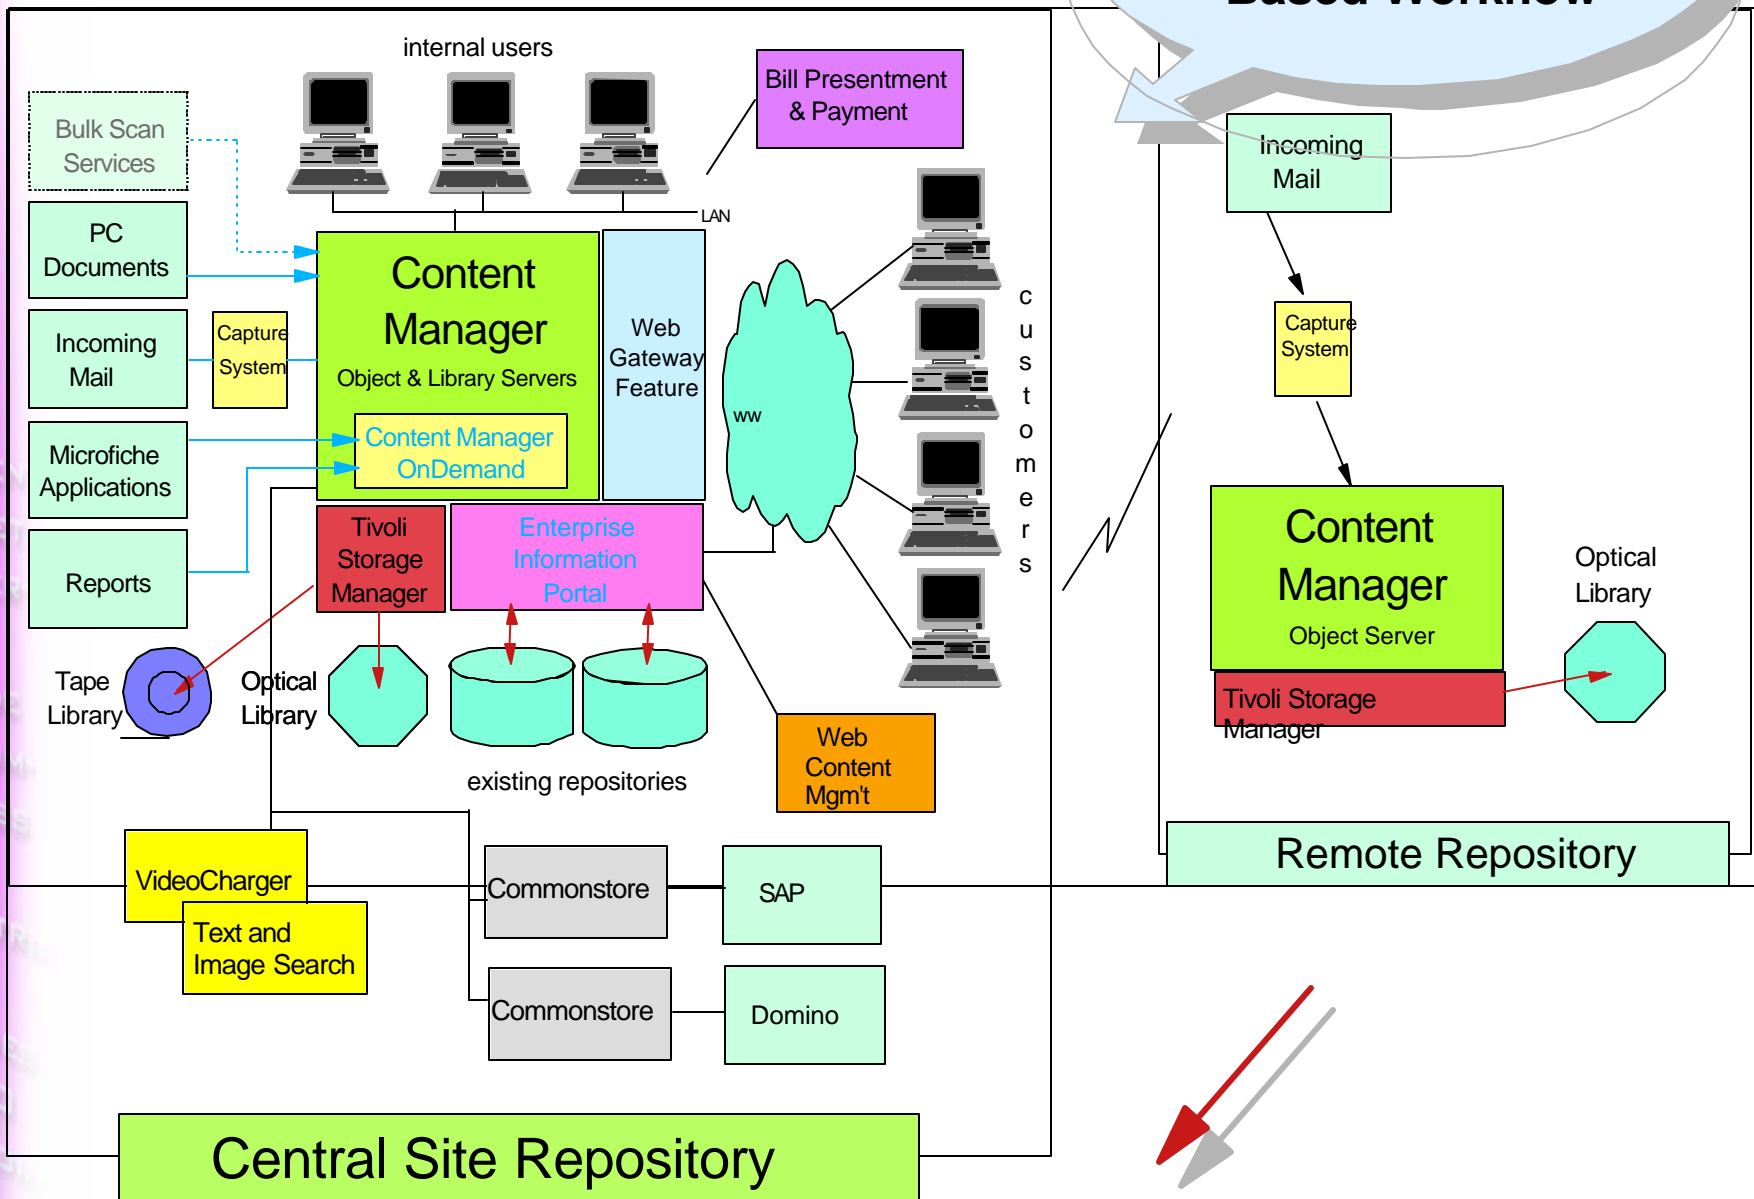 Based Workflow
internal users
Bill Presentment
& Payment
Bulk Scan
Services
PC
Documents
Incoming
Mail
Capture
System
Microfiche
Applications
Reports
LAN
Content
Manager
Object & Library Servers
Content Manager
OnDemand
Web
Gateway
Feature
ww
customers
Tivoli
Storage
Manager
Enterprise
Information
Portal
Tape
Library
Optical
Library
existing repositories
Web
Content
Mgm't
VideoCharger
Text and
Image Search
Commonstore
SAP
Commonstore
Domino
Central Site Repository
Incoming
Mail
Capture
System
Content
Manager
Object Server
Tivoli Storage
Manager
Optical
Library
Remote Repository